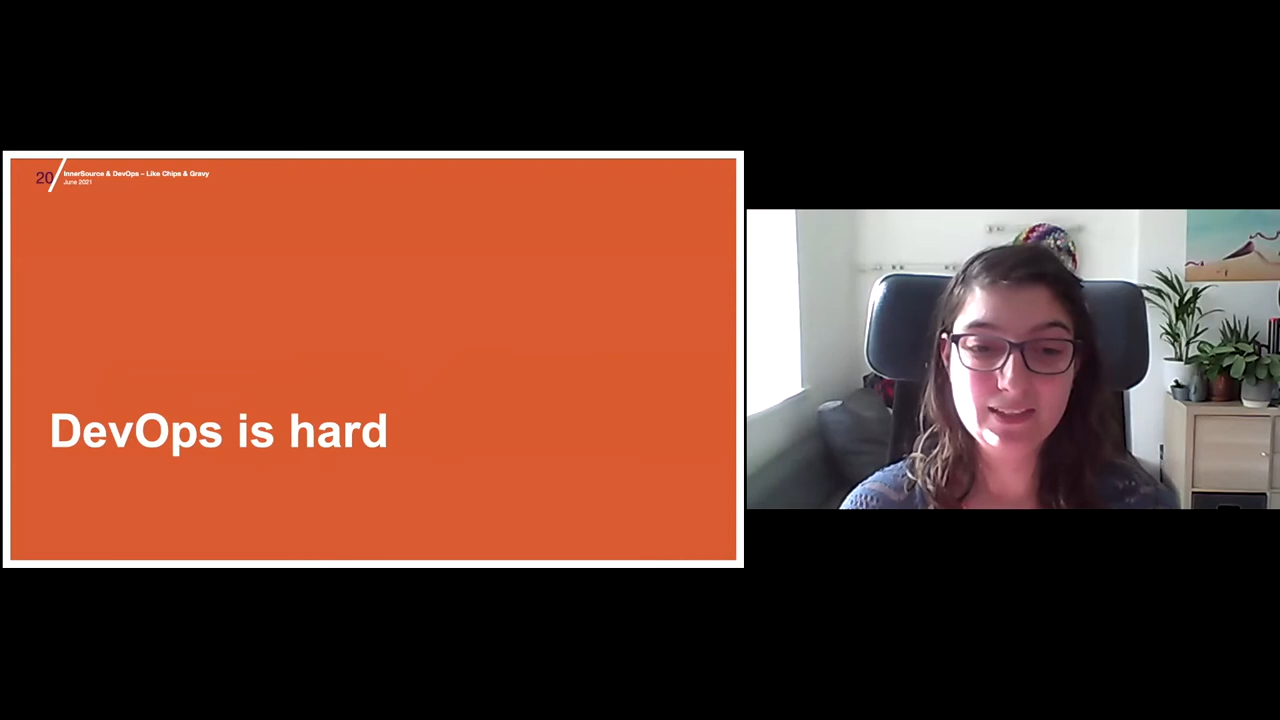 20
InnerSource & DevOps – Like Chips & Gravy
June 2021
DevOps is hard